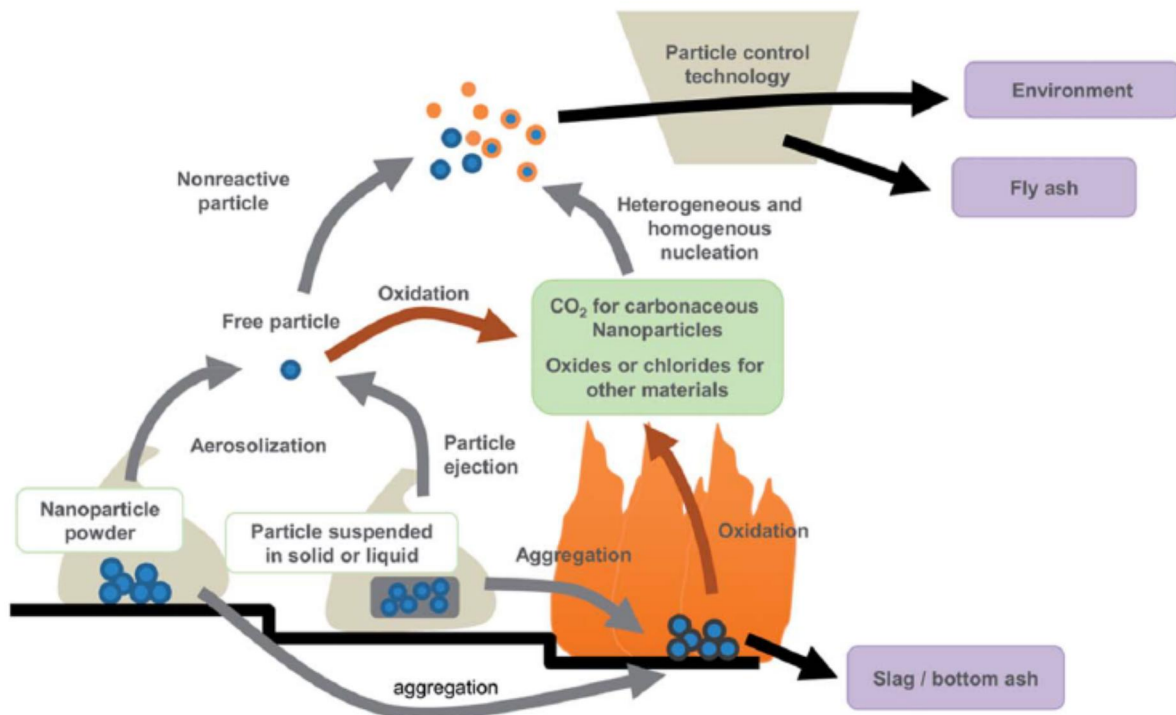 Particle control
technology
Environment
Fly ash
Nonreactive
particle
Heterogeneous and
homogenous
nucleation
Oxidation
Free particle
CO₂ for carbonaceous
Nanoparticles
Oxides or chlorides for
other materials
Aerosolization
Particle
ejection
Nanoparticle
powder
Particle suspended
in solid or liquid
Aggregation
Oxidation
aggregation
Slag / bottom ash